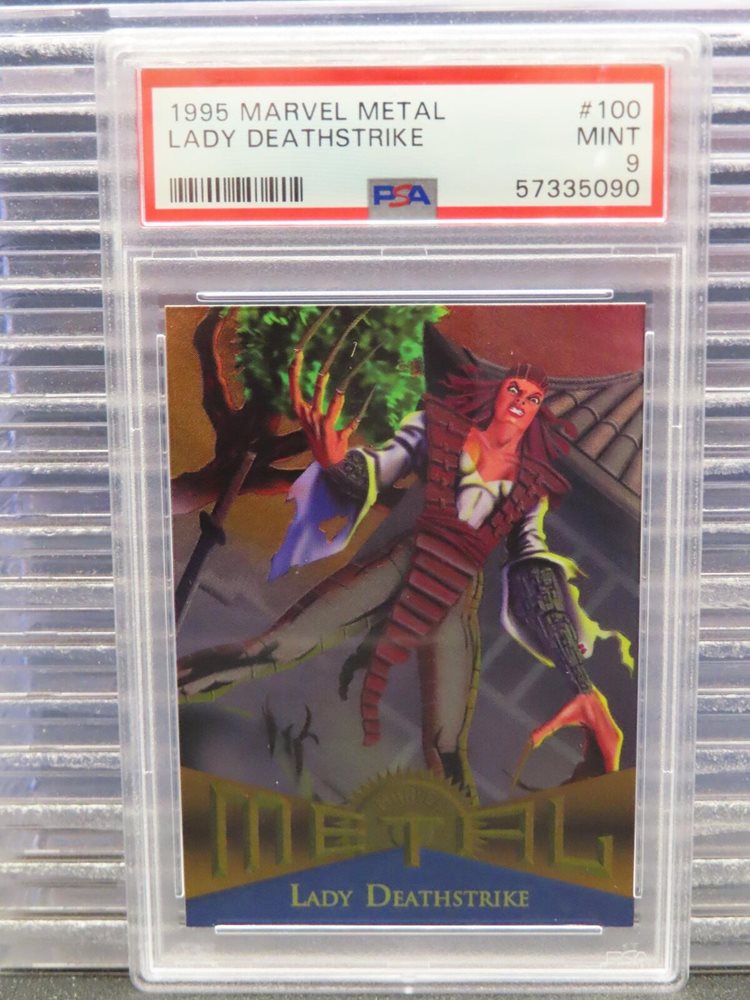 1995 MARVEL METAL #100
LADY DEATHSTRIKE MINT
9
PSA 57335090
METAL
LADY DEATHSTRIKE